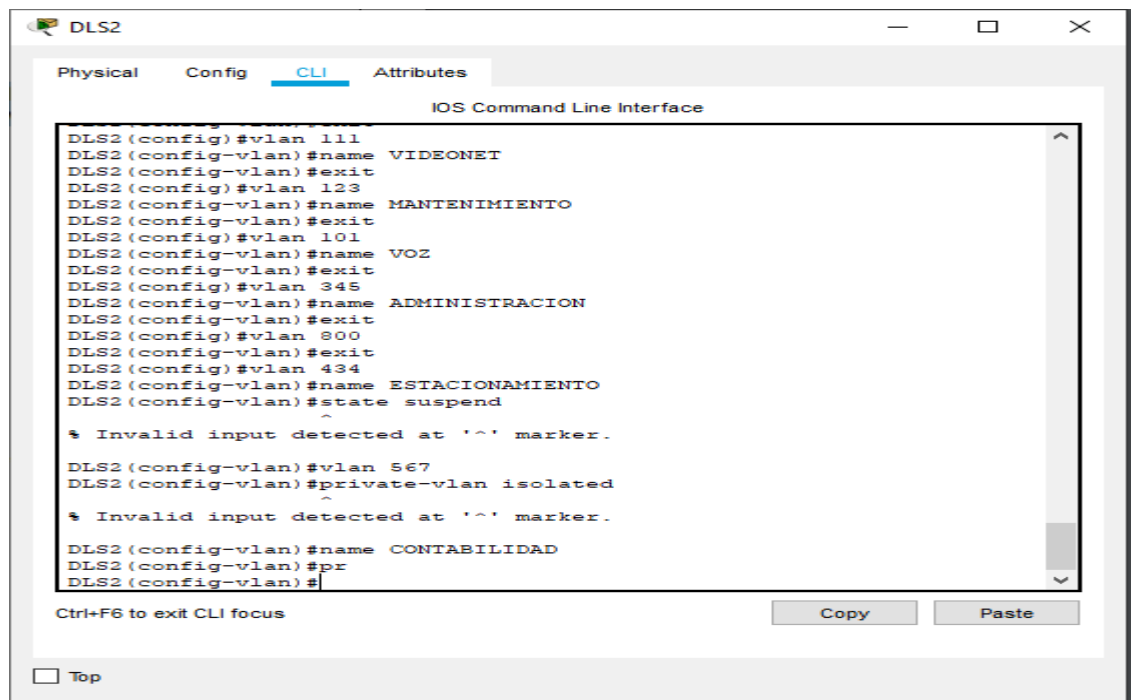 DLS2
Physical Config CLI Attributes
IOS Command Line Interface
DLS2(config)#vlan 111
DLS2(config-vlan)#name VIDEONET
DLS2(config-vlan)#exit
DLS2(config)#vlan 123
DLS2(config-vlan)#name MANTENIMIENTO
DLS2(config-vlan)#exit
DLS2(config)#vlan 101
DLS2(config-vlan)#name VOZ
DLS2(config-vlan)#exit
DLS2(config)#vlan 345
DLS2(config-vlan)#name ADMINISTRACION
DLS2(config-vlan)#exit
DLS2(config)#vlan 800
DLS2(config-vlan)#exit
DLS2(config)#vlan 434
DLS2(config-vlan)#name ESTACIONAMIENTO
DLS2(config-vlan)#state suspend
^
% Invalid input detected at '^' marker.
DLS2(config-vlan)#vlan 567
DLS2(config-vlan)#private-vlan isolated
^
% Invalid input detected at '^' marker.
DLS2(config-vlan)#name CONTABILIDAD
DLS2(config-vlan)#pr
DLS2(config-vlan)#
Ctrl+F6 to exit CLI focus
Copy Paste
Top